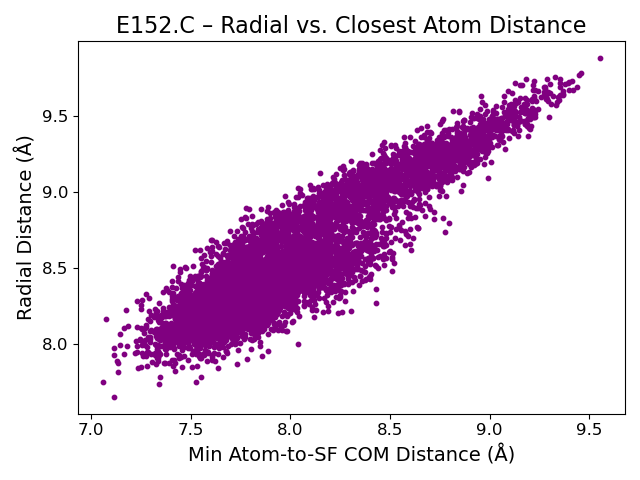 E152.C – Radial vs. Closest Atom Distance
Radial Distance (Å)
9.5
9.0
8.5
8.0
7.0 7.5 8.0 8.5 9.0 9.5
Min Atom-to-SF COM Distance (Å)